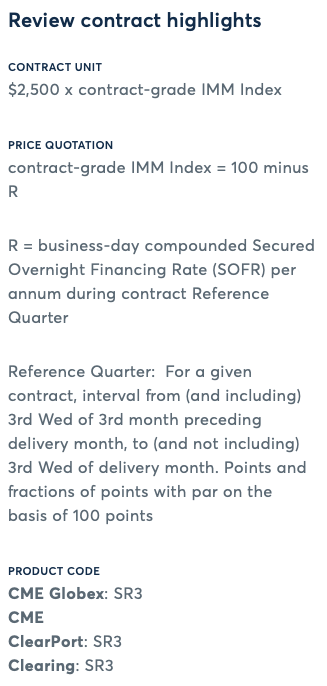 Review contract highlights
CONTRACT UNIT
$2,500 x contract-grade IMM Index
PRICE QUOTATION
contract-grade IMM Index = 100 minus
R
R = business-day compounded Secured
Overnight Financing Rate (SOFR) per
annum during contract Reference
Quarter
Reference Quarter:  For a given
contract, interval from (and including)
3rd Wed of 3rd month preceding
delivery month, to (and not including)
3rd Wed of delivery month. Points and
fractions of points with par on the
basis of 100 points
PRODUCT CODE
CME Globex: SR3
CME
ClearPort: SR3
Clearing: SR3